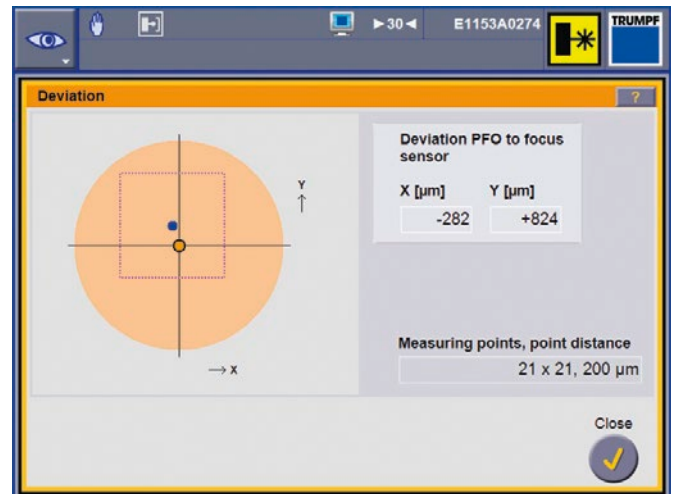 ►30◄ E1153A0274 TRUMPF
Deviation ?
Deviation PFO to focus
sensor
X [µm] Y [µm]
-282 +824
Y
↑
→ X
Measuring points, point distance
21 x 21, 200 µm
Close